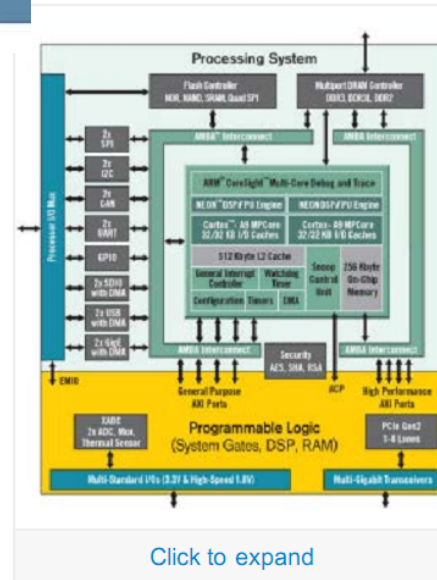 Processing System
Flash Controller
NOR, NAND, SRAM, Quad SPI
Multiport DRAM Controller
DDR3, DDR3L, DDR2
AMBA™ Interconnect
AMBA Interconnect
Processor I/O Mux
2x
SPI
2x
I2C
2x
CAN
2x
UART
GPIO
2x SDIO
with DMA
2x USB
with DMA
2x GigE
with DMA
ARM™ CoreSight™ Multi-Core Debug and Trace
NEON™ DSP/FPU Engine
NEON DSP/FPU Engine
Cortex™- A9 MPCore
32/32 KB I/D Caches
Cortex- A9 MPCore
32/32 KB I/D Caches
512 Kbyte L2 Cache
General Interrupt
Controller
Watchdog
Timer
Configuration
Timers
DMA
Snoop
Control
Unit
256 Kbyte
On-Chip
Memory
AMBA Interconnect
Security
AES, SHA, RSA
AMBA Interconnect
EMIO
General Purpose
AXI Ports
ACP
High Performance
AXI Ports
XADC
2x ADC, Mux,
Thermal Sensor
Programmable Logic
(System Gates, DSP, RAM)
PCIe Gen2
1-8 Lanes
Multi-Standard I/Os (3.3V & High-Speed 1.8V)
Multi-Gigabit Transceivers
Click to expand